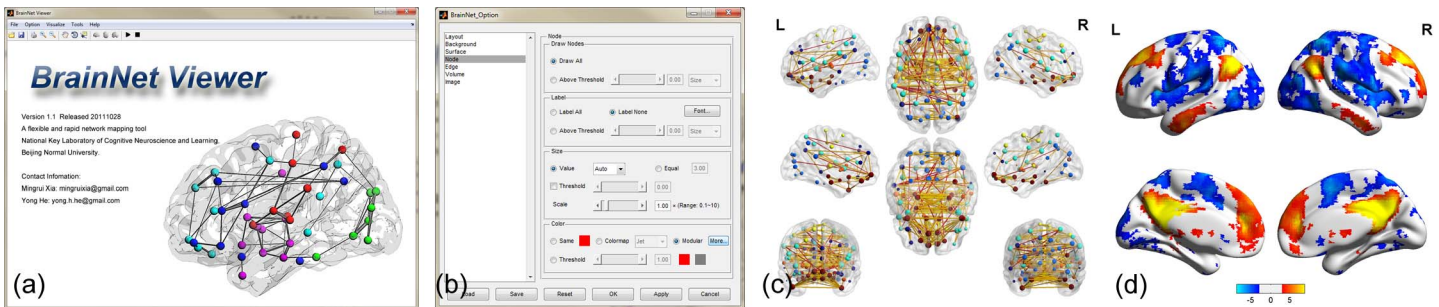 BrainNet Viewer
File Option Visualize Tools Help
BrainNet Viewer
Version 1.1 Released 20111028
A flexible and rapid network mapping tool
National Key Laboratory of Cognitive Neuroscience and Learning,
Beijing Normal University.
Contact Infomation:
Mingrui Xia: mingruixia@gmail.com
Yong He: yong.h.he@gmail.com
(a)
BrainNet_Option
Layout
Background
Surface
Node
Edge
Volume
Image
Node
Draw Nodes
Draw All
Above Threshold 0.00 Size
Label
Label All Label None Font...
Above Threshold 0.00 Size
Size
Value Auto Equal 3.00
Threshold 0.00
Scale 1.00 × (Range: 0.1~10)
Color
Same Colormap Jet Modular More...
Threshold 1.00
Save Reset OK Apply Cancel
(b)
L R
(c)
L R
-5 0 5
(d)